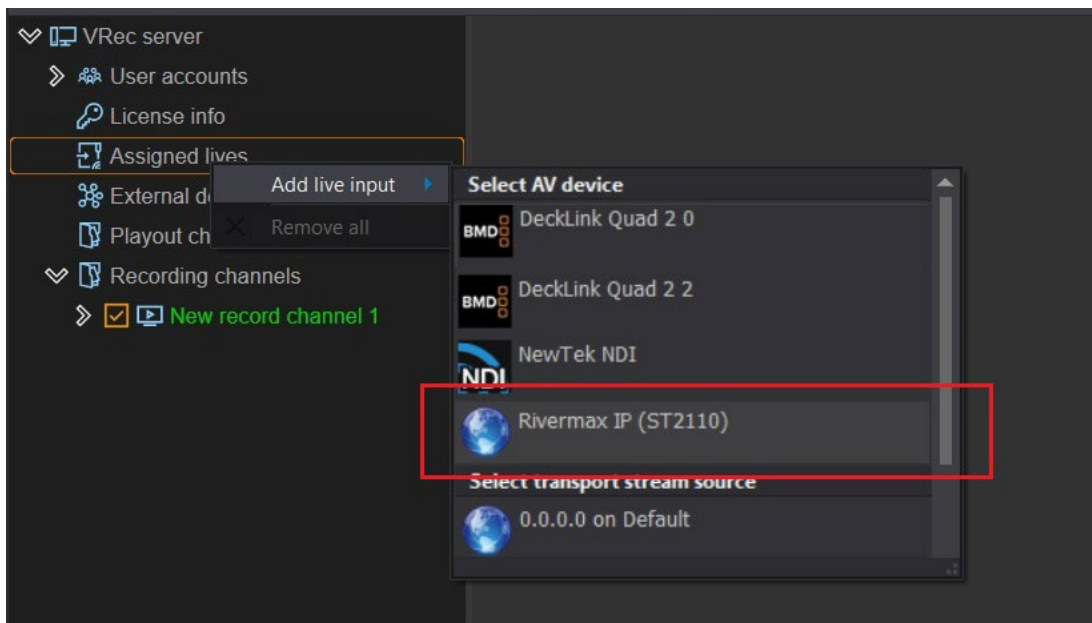 VRec server
User accounts
License info
Assigned lives
Add live input
Select AV device
External d
Remove all
BMD
DeckLink Quad 2 0
Playout ch
Recording channels
BMD
DeckLink Quad 2 2
New record channel 1
NDI
NewTek NDI
Rivermax IP (ST2110)
Select transport stream source
0.0.0.0 on Default